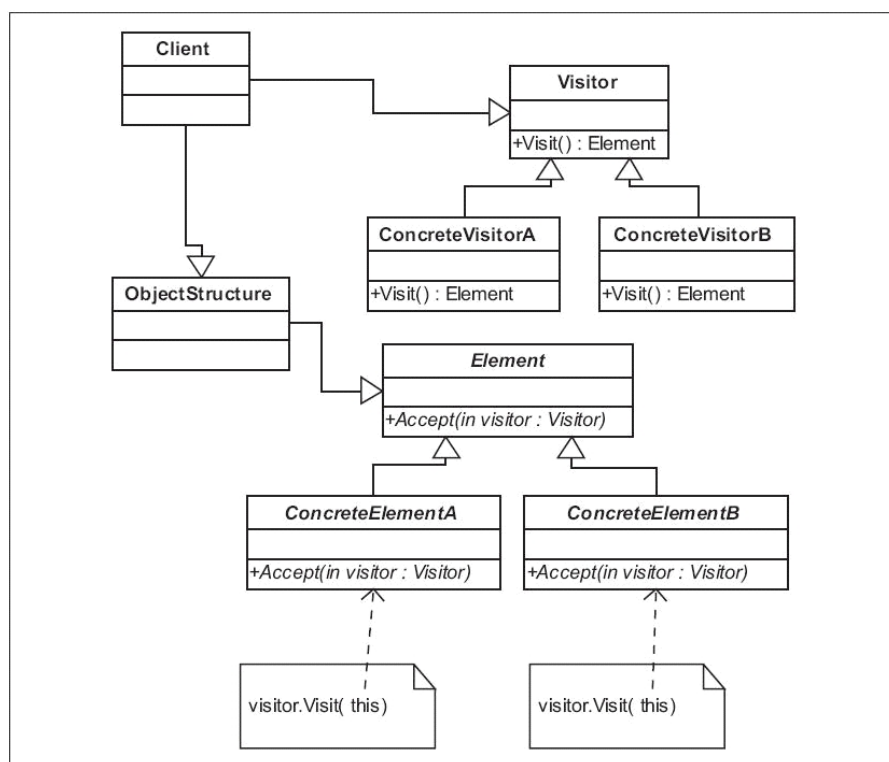 Client
Visitor
+Visit() : Element
ConcreteVisitorA
+Visit() : Element
ConcreteVisitorB
+Visit() : Element
ObjectStructure
Element
+Accept(in visitor : Visitor)
ConcreteElementA
+Accept(in visitor : Visitor)
ConcreteElementB
+Accept(in visitor : Visitor)
visitor.Visit( this)
visitor.Visit( this)